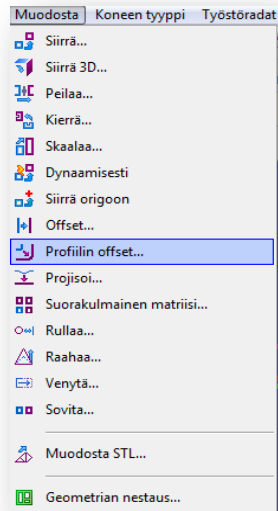 Muodosta Koneen tyyppi Työstöradat
Siirrä...
Siirrä 3D...
Peilaa...
Kierrä...
Skaalaa...
Dynaamisesti
Siirrä origoon
Offset...
Profiilin offset...
Projisoi...
Suorakulmainen matriisi...
Rullaa...
Raahaa...
Venytä...
Sovita...
Muodosta STL...
Geometrian nestaus...